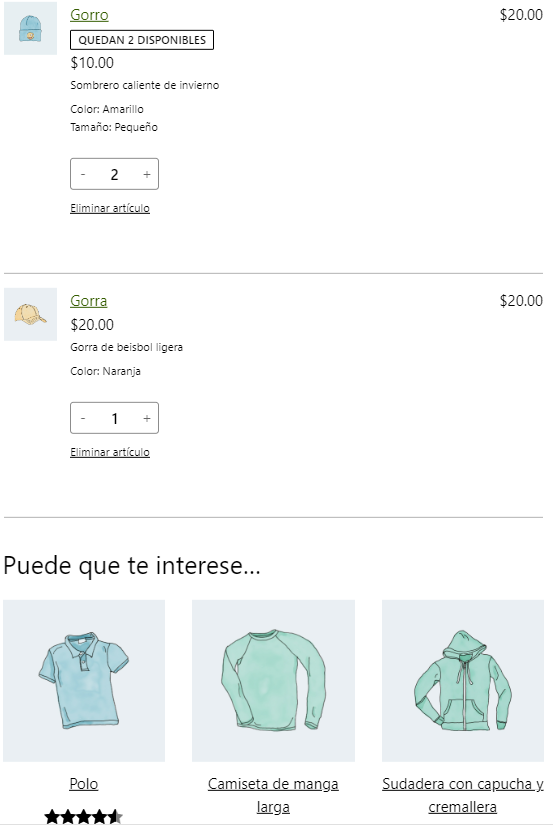 Gorro $20.00
QUEDAN 2 DISPONIBLES
$10.00
Sombrero caliente de invierno
Color: Amarillo
Tamaño: Pequeño
- 2 +
Eliminar artículo
Gorra $20.00
$20.00
Gorra de beisbol ligera
Color: Naranja
- 1 +
Eliminar artículo
Puede que te interese...
Polo
Camiseta de manga
larga
Sudadera con capucha y
cremallera